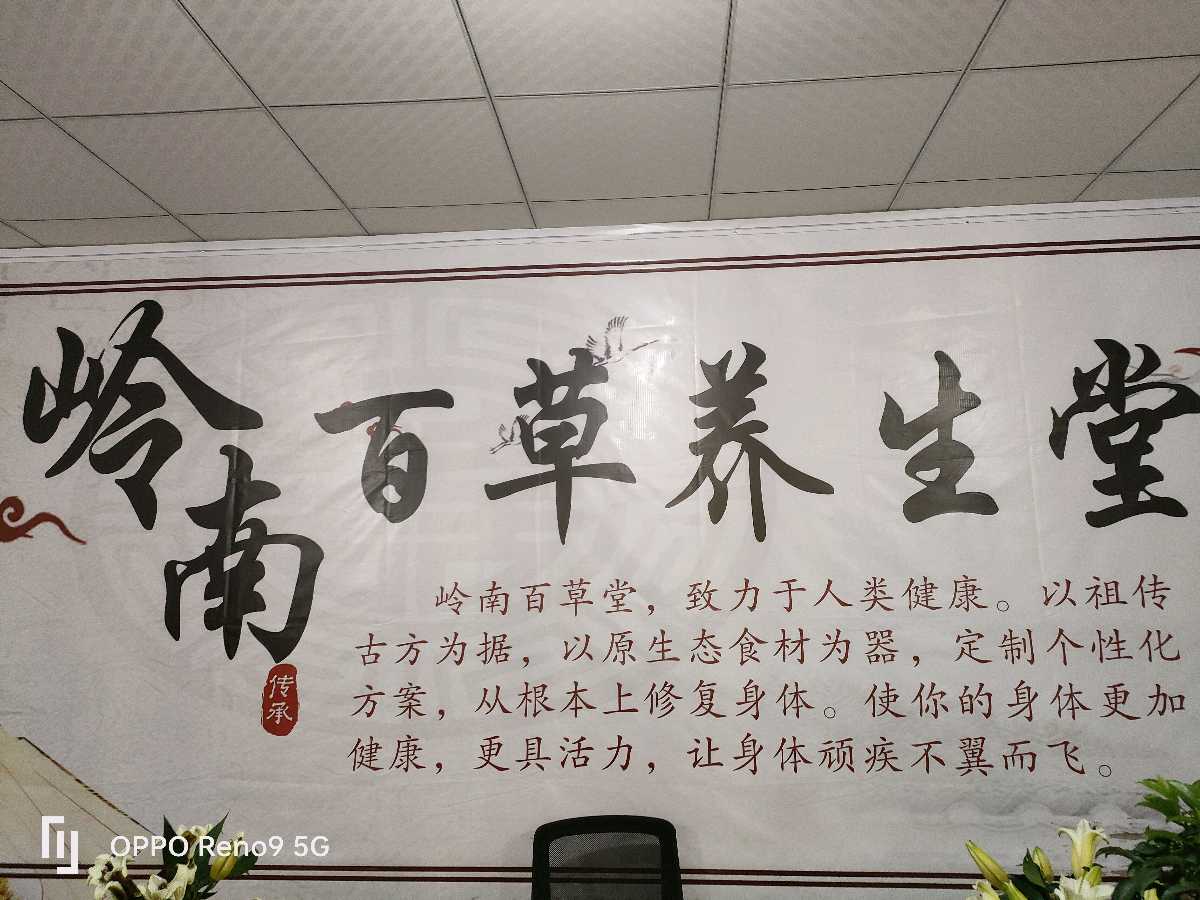 岭南百草养生堂
传承
岭南百草堂，致力于人类健康。以祖传
古方为据，以原生态食材为器，定制个性化
方案，从根本上修复身体。使你的身体更加
健康，更具活力，让身体顽疾不翼而飞。
OPPO Reno9 5G